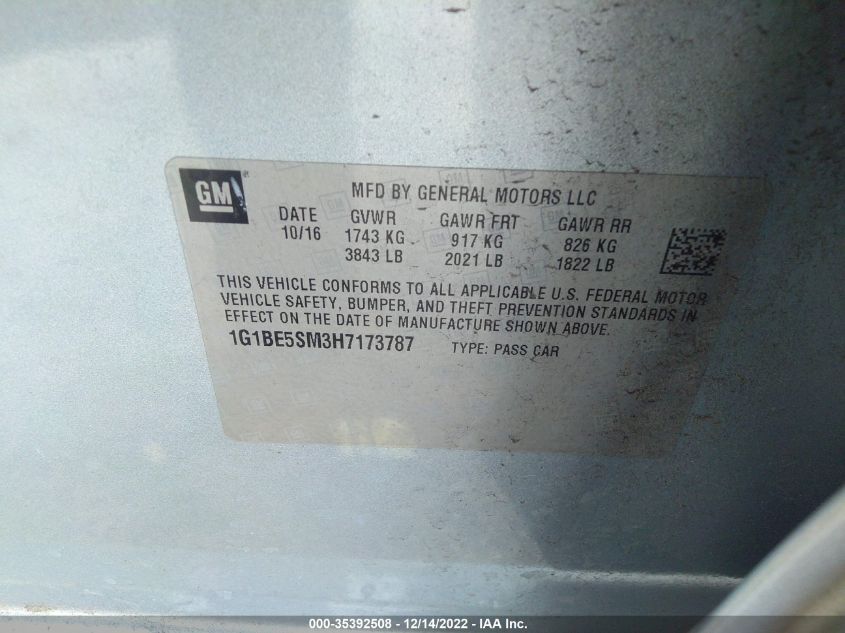 GM
MFD BY GENERAL MOTORS LLC
DATE GVWR GAWR FRT GAWR RR
10/16 1743 KG 917 KG 826 KG
3843 LB 2021 LB 1822 LB
THIS VEHICLE CONFORMS TO ALL APPLICABLE U.S. FEDERAL MOTOR
VEHICLE SAFETY, BUMPER, AND THEFT PREVENTION STANDARDS IN
EFFECT ON THE DATE OF MANUFACTURE SHOWN ABOVE.
1G1BE5SM3H7173787 TYPE: PASS CAR
000-35392508 - 12/14/2022 - IAA Inc.